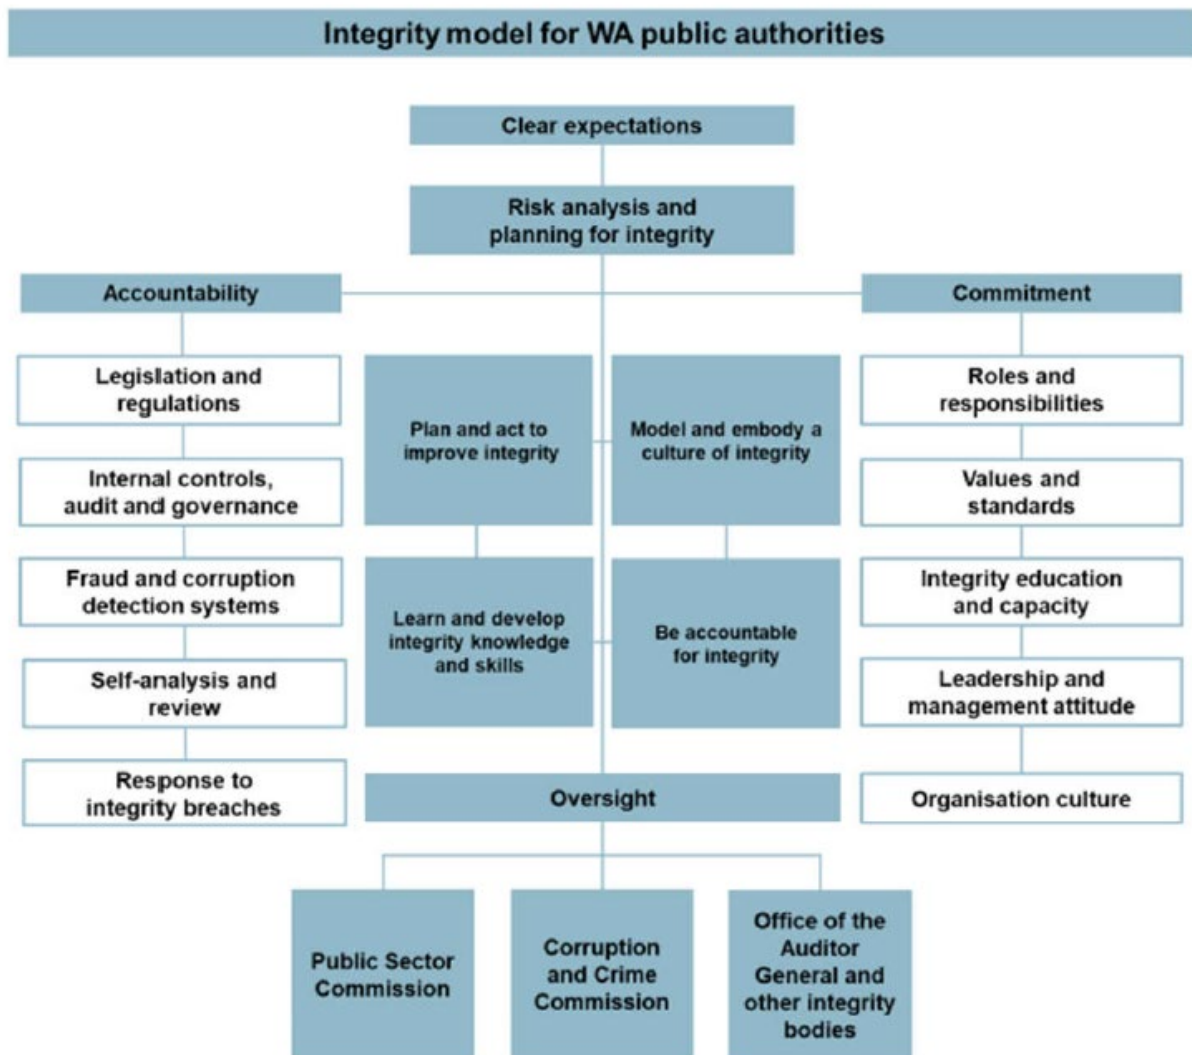 Integrity model for WA public authorities
Clear expectations
Risk analysis and
planning for integrity
Accountability
Legislation and
regulations
Internal controls,
audit and governance
Fraud and corruption
detection systems
Self-analysis and
review
Response to
integrity breaches
Plan and act to
improve integrity
Model and embody a
culture of integrity
Learn and develop
integrity knowledge
and skills
Be accountable
for integrity
Commitment
Roles and
responsibilities
Values and
standards
Integrity education
and capacity
Leadership and
management attitude
Organisation culture
Oversight
Public Sector
Commission
Corruption
and Crime
Commission
Office of the
Auditor
General and
other integrity
bodies